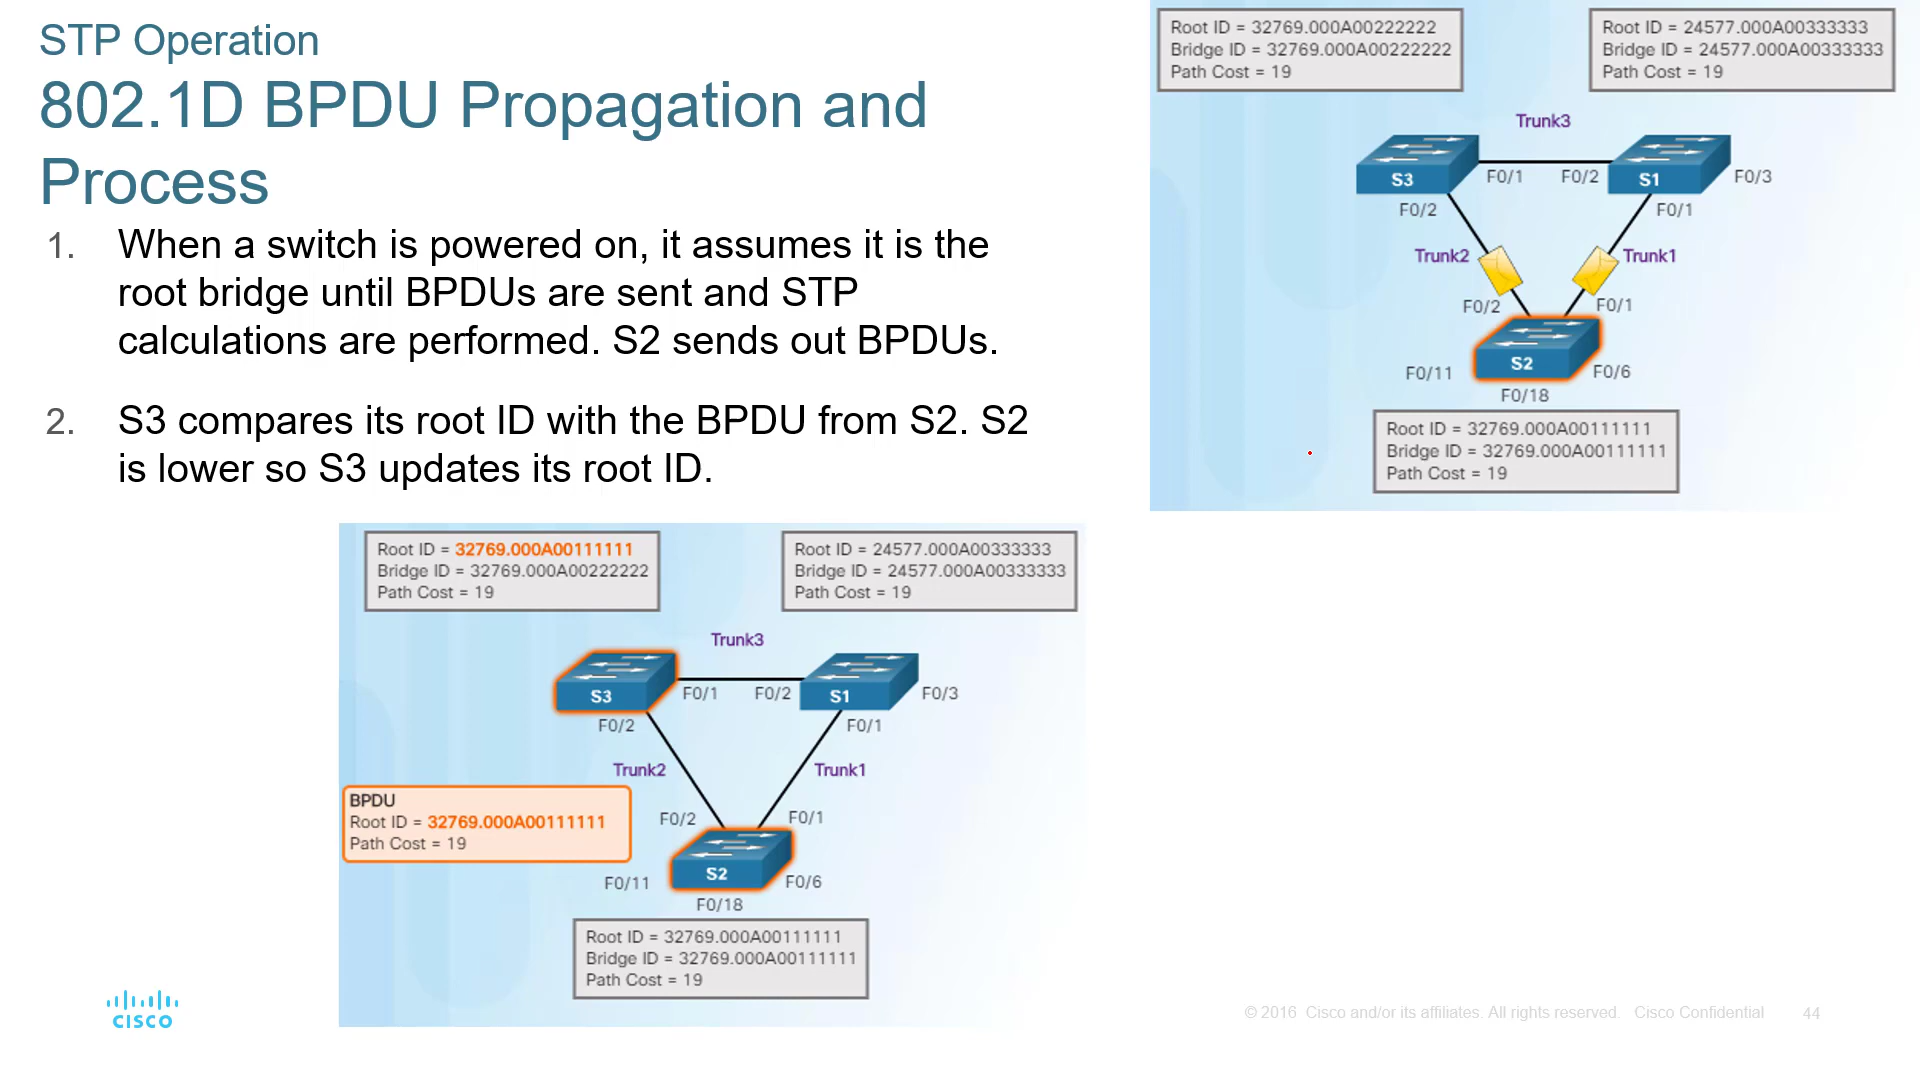 STP Operation
802.1D BPDU Propagation and
Process
1. When a switch is powered on, it assumes it is the
root bridge until BPDUs are sent and STP
calculations are performed. S2 sends out BPDUs.
2. S3 compares its root ID with the BPDU from S2. S2
is lower so S3 updates its root ID.
Root ID = 32769.000A00222222
Bridge ID = 32769.000A00222222
Path Cost = 19
Root ID = 24577.000A00333333
Bridge ID = 24577.000A00333333
Path Cost = 19
Trunk3
S3
F0/1
F0/2
S1
F0/3
F0/2
F0/1
Trunk2
Trunk1
F0/2
F0/1
S2
F0/11
F0/6
F0/18
Root ID = 32769.000A00111111
Bridge ID = 32769.000A00111111
Path Cost = 19
Root ID = 32769.000A00111111
Bridge ID = 32769.000A00222222
Path Cost = 19
Root ID = 24577.000A00333333
Bridge ID = 24577.000A00333333
Path Cost = 19
Trunk3
S3
F0/1
F0/2
S1
F0/3
F0/2
F0/1
Trunk2
Trunk1
BPDU
Root ID = 32769.000A00111111
Path Cost = 19
F0/2
F0/1
S2
F0/11
F0/6
F0/18
Root ID = 32769.000A00111111
Bridge ID = 32769.000A00111111
Path Cost = 19
CISCO
© 2016 Cisco and/or its affiliates. All rights reserved. Cisco Confidential
44